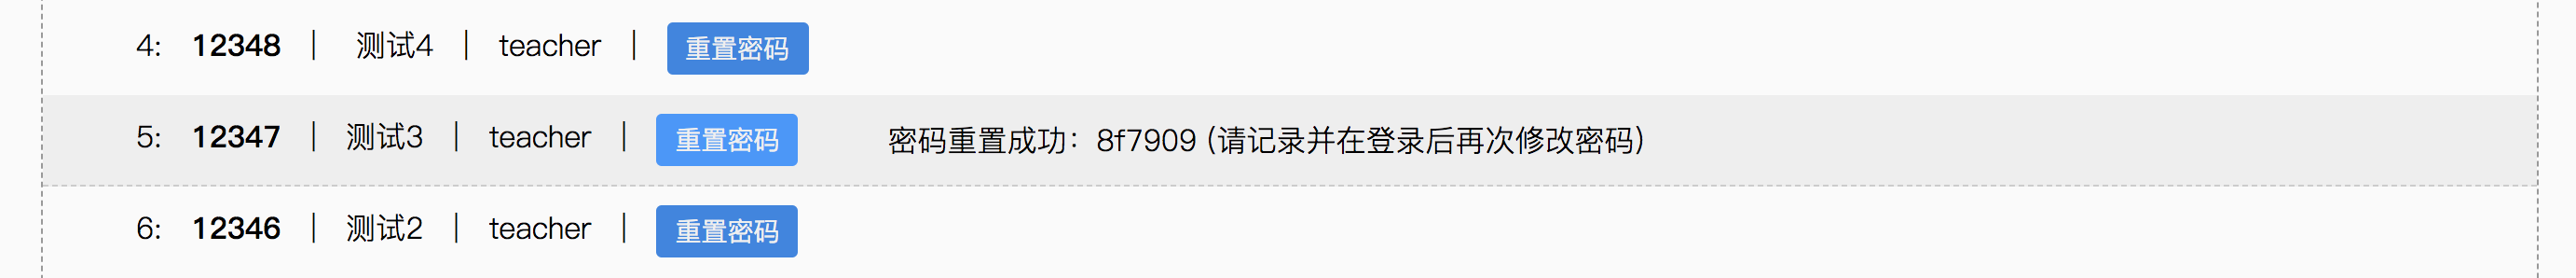 4: 12348 | 测试4 | teacher | 重置密码
5: 12347 | 测试3 | teacher | 重置密码 密码重置成功：8f7909 (请记录并在登录后再次修改密码)
6: 12346 | 测试2 | teacher | 重置密码